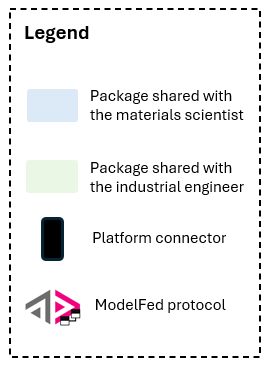 Legend
Package shared with
the materials scientist
Package shared with
the industrial engineer
Platform connector
ModelFed protocol